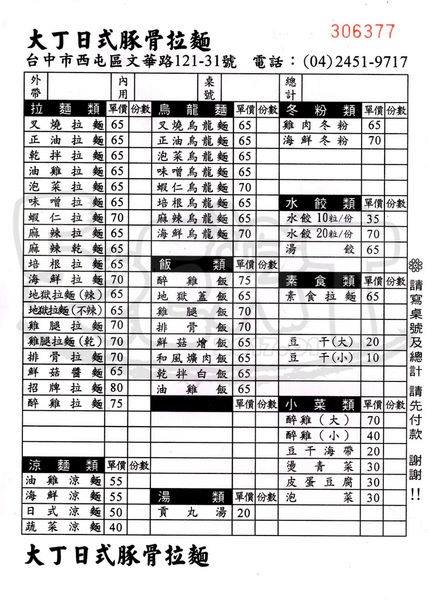 306377
大丁日式豚骨拉麵
台中市西屯區文華路121-31號 電話：(04)2451-9717
外帶 內用 桌號 總計
拉麵類 單價 份數
叉燒拉麵 65
正油拉麵 65
乾拌拉麵 65
油雞拉麵 65
泡菜拉麵 65
味噌拉麵 65
蝦仁拉麵 70
麻辣拉麵 65
麻辣乾 65
培根拉麵 65
海鮮拉麵 70
地獄拉麵(辣) 65
地獄拉麵(不辣) 65
雞腿拉麵 70
雞腿拉麵(乾) 70
排骨拉麵 70
鮮菇醬麵 65
招牌拉麵 80
醉雞拉麵 75
涼麵類 單價 份數
油雞涼麵 55
海鮮涼麵 55
日式涼麵 50
蔬菜涼麵 40
烏龍麵 單價 份數
叉燒烏龍麵 65
正油烏龍麵 65
泡菜烏龍麵 65
味噌烏龍麵 65
蝦仁烏龍麵 70
培根烏龍麵 65
麻辣烏龍麵 65
海鮮烏龍麵 70
飯類 單價 份數
醉雞飯 75
地獄蓋飯 65
雞腿飯 70
排骨飯 70
鮮菇燴飯 65
和風爌肉飯 65
乾拌白飯 65
油雞飯 65
單價 份數
湯類 單價 份數
貢丸湯 20
冬粉類 單價 份數
雞肉冬粉 65
海鮮冬粉 70
水餃類 單價 份數
水餃10粒/份 35
水餃20粒/份 70
湯餃 65
素食類 單價 份數
素食拉麵 65
豆干(大) 20
豆干(小) 10
小菜類 單價 份數
醉雞(大) 70
醉雞(小) 40
豆干海帶 20
燙青菜 30
皮蛋豆腐 30
泡菜 30
※請寫桌號及總計 請先付款 謝謝!!
大丁日式豚骨拉麵